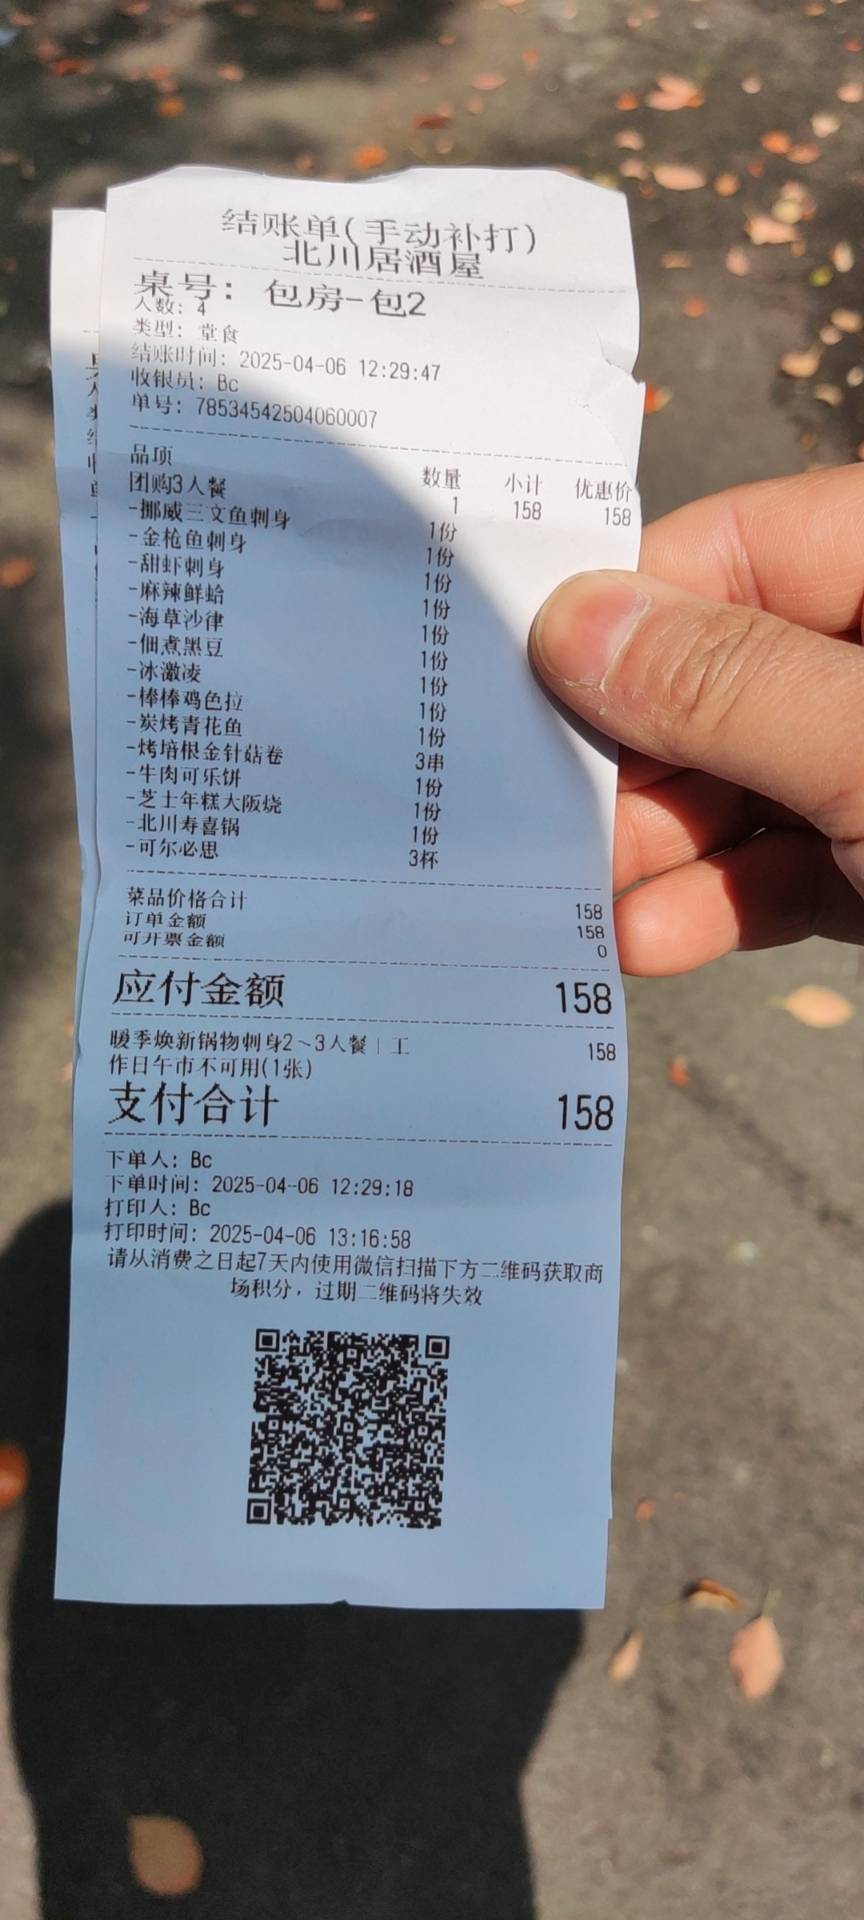 结账单(手动补打)
北川居酒屋
桌号: 包房-包2
人数: 4
类型: 堂食
结账时间: 2025-04-06 12:29:47
收银员: Bc
单号: 78534542504060007
品项 数量 小计 优惠价
团购3人餐 1 158 158
-挪威三文鱼刺身 1份
-金枪鱼刺身 1份
-甜虾刺身 1份
-麻辣鲜蛤 1份
-海草沙律 1份
-佃煮黑豆 1份
-冰激凌 1份
-棒棒鸡色拉 1份
-炭烤青花鱼 1份
-烤培根金针菇卷 3串
-牛肉可乐饼 1份
-芝士年糕大阪烧 1份
-北川寿喜锅 1份
-可尔必思 3杯
菜品价格合计 158
订单金额 158
可开票金额 0
应付金额 158
暖季焕新锅物刺身2~3人餐|工 158
作日午市不可用(1张)
支付合计 158
下单人: Bc
下单时间: 2025-04-06 12:29:18
打印人: Bc
打印时间: 2025-04-06 13:16:58
请从消费之日起7天内使用微信扫描下方二维码获取商
场积分，过期二维码将失效